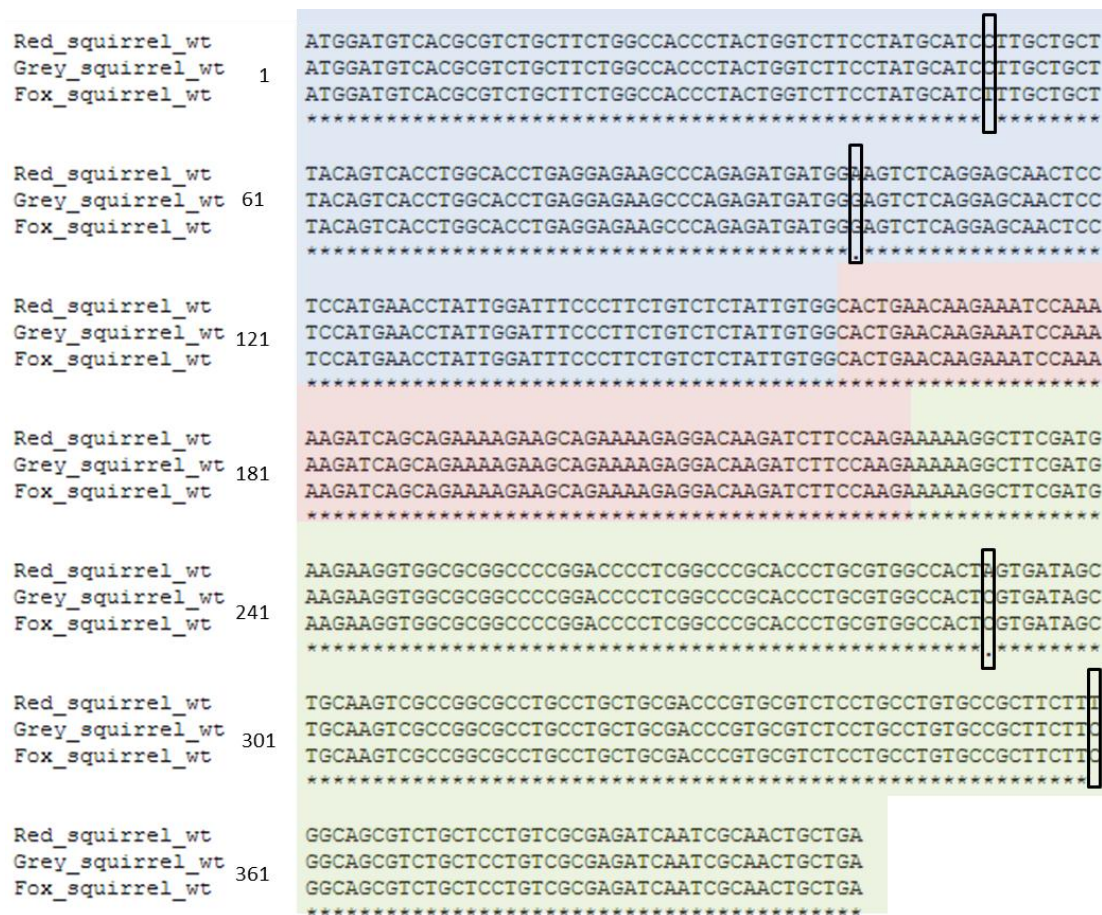 Red_squirrel_wt ATGGATGTCACGCGTCTGCTTCTGGCCACCCTACTGGTCTTCCTATGCATCCTTGCTGCT
Grey_squirrel_wt 1 ATGGATGTCACGCGTCTGCTTCTGGCCACCCTACTGGTCTTCCTATGCATCCTTGCTGCT
Fox_squirrel_wt ATGGATGTCACGCGTCTGCTTCTGGCCACCCTACTGGTCTTCCTATGCATCTTTGCTGCT
*************************************************** ********
Red_squirrel_wt TACAGTCACCTGGCACCTGAGGAGAAGCCCAGAGATGATGGAAGTCTCAGGAGCAACTCC
Grey_squirrel_wt 61 TACAGTCACCTGGCACCTGAGGAGAAGCCCAGAGATGATGGGAGTCTCAGGAGCAACTCC
Fox_squirrel_wt TACAGTCACCTGGCACCTGAGGAGAAGCCCAGAGATGATGGGAGTCTCAGGAGCAACTCC
*****************************************.******************
Red_squirrel_wt TCCATGAACCTATTGGATTTCCCTTCTGTCTCTATTGTGGCACTGAACAAGAAATCCAAA
Grey_squirrel_wt 121 TCCATGAACCTATTGGATTTCCCTTCTGTCTCTATTGTGGCACTGAACAAGAAATCCAAA
Fox_squirrel_wt TCCATGAACCTATTGGATTTCCCTTCTGTCTCTATTGTGGCACTGAACAAGAAATCCAAA
************************************************************
Red_squirrel_wt AAGATCAGCAGAAAAGAAGCAGAAAAGAGGACAAGATCTTCCAAGAAAAAGGCTTCGATG
Grey_squirrel_wt 181 AAGATCAGCAGAAAAGAAGCAGAAAAGAGGACAAGATCTTCCAAGAAAAAGGCTTCGATG
Fox_squirrel_wt AAGATCAGCAGAAAAGAAGCAGAAAAGAGGACAAGATCTTCCAAGAAAAAGGCTTCGATG
************************************************************
Red_squirrel_wt AAGAAGGTGGCGCGGCCCCGGACCCCTCGGCCCGCACCCTGCGTGGCCACTAGTGATAGC
Grey_squirrel_wt 241 AAGAAGGTGGCGCGGCCCCGGACCCCTCGGCCCGCACCCTGCGTGGCCACTCGTGATAGC
Fox_squirrel_wt AAGAAGGTGGCGCGGCCCCGGACCCCTCGGCCCGCACCCTGCGTGGCCACTCGTGATAGC
***************************************************.********
Red_squirrel_wt TGCAAGTCGCCGGCGCCTGCCTGCTGCGACCCGTGCGTCTCCTGCCTGTGCCGCTTCTTT
Grey_squirrel_wt 301 TGCAAGTCGCCGGCGCCTGCCTGCTGCGACCCGTGCGTCTCCTGCCTGTGCCGCTTCTTC
Fox_squirrel_wt TGCAAGTCGCCGGCGCCTGCCTGCTGCGACCCGTGCGTCTCCTGCCTGTGCCGCTTCTTC
***********************************************************
Red_squirrel_wt GGCAGCGTCTGCTCCTGTCGCGAGATCAATCGCAACTGCTGA
Grey_squirrel_wt 361 GGCAGCGTCTGCTCCTGTCGCGAGATCAATCGCAACTGCTGA
Fox_squirrel_wt GGCAGCGTCTGCTCCTGTCGCGAGATCAATCGCAACTGCTGA
******************************************